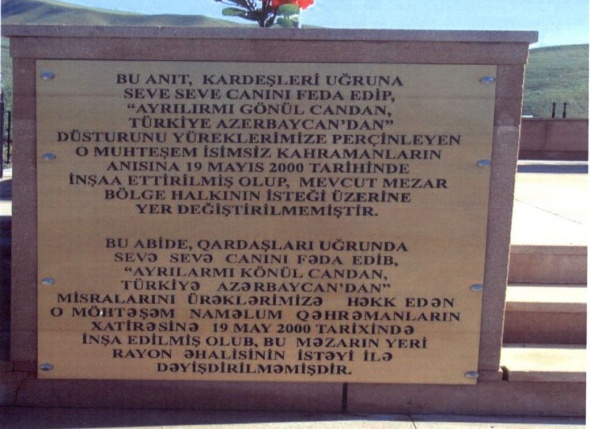 BU ANIT, KARDEŞLERİ UĞRUNA
SEVE SEVE CANINI FEDA EDİP,
“AYRILIRMI GÖNÜL CANDAN,
TÜRKİYE AZERBAYCAN’DAN”
DÜSTURUNU YÜREKLERİMİZE PERÇİNLEYEN
O MUHTEŞEM İSİMSİZ KAHRAMANLARIN
ANISINA 19 MAYIS 2000 TARİHİNDE
İNŞAA ETTİRİLMİŞ OLUP, MEVCUT MEZAR
BÖLGE HALKININ İSTEĞİ ÜZERİNE
YER DEĞİŞTİRİLMEMİŞTİR.
BU ABİDE, QARDAŞLARI UĞRUNDA
SEVƏ SEVƏ CANINI FƏDA EDİB,
“AYRILARMI KÖNÜL CANDAN,
TÜRKİYƏ AZƏRBAYCAN’DAN”
MİSRALARINI ÜRƏKLƏRİMİZƏ HƏKK EDƏN
O MÖHTƏŞƏM NAMƏLUM QƏHRƏMANLARIN
XATİRƏSİNƏ 19 MAY 2000 TARİXİNDƏ
İNŞA EDİLMİŞ OLUB, BU MƏZARIN YERİ
RAYON ƏHALİSİNİN İSTƏYİ İLƏ
DƏYİŞDİRİLMƏMİŞDİR.